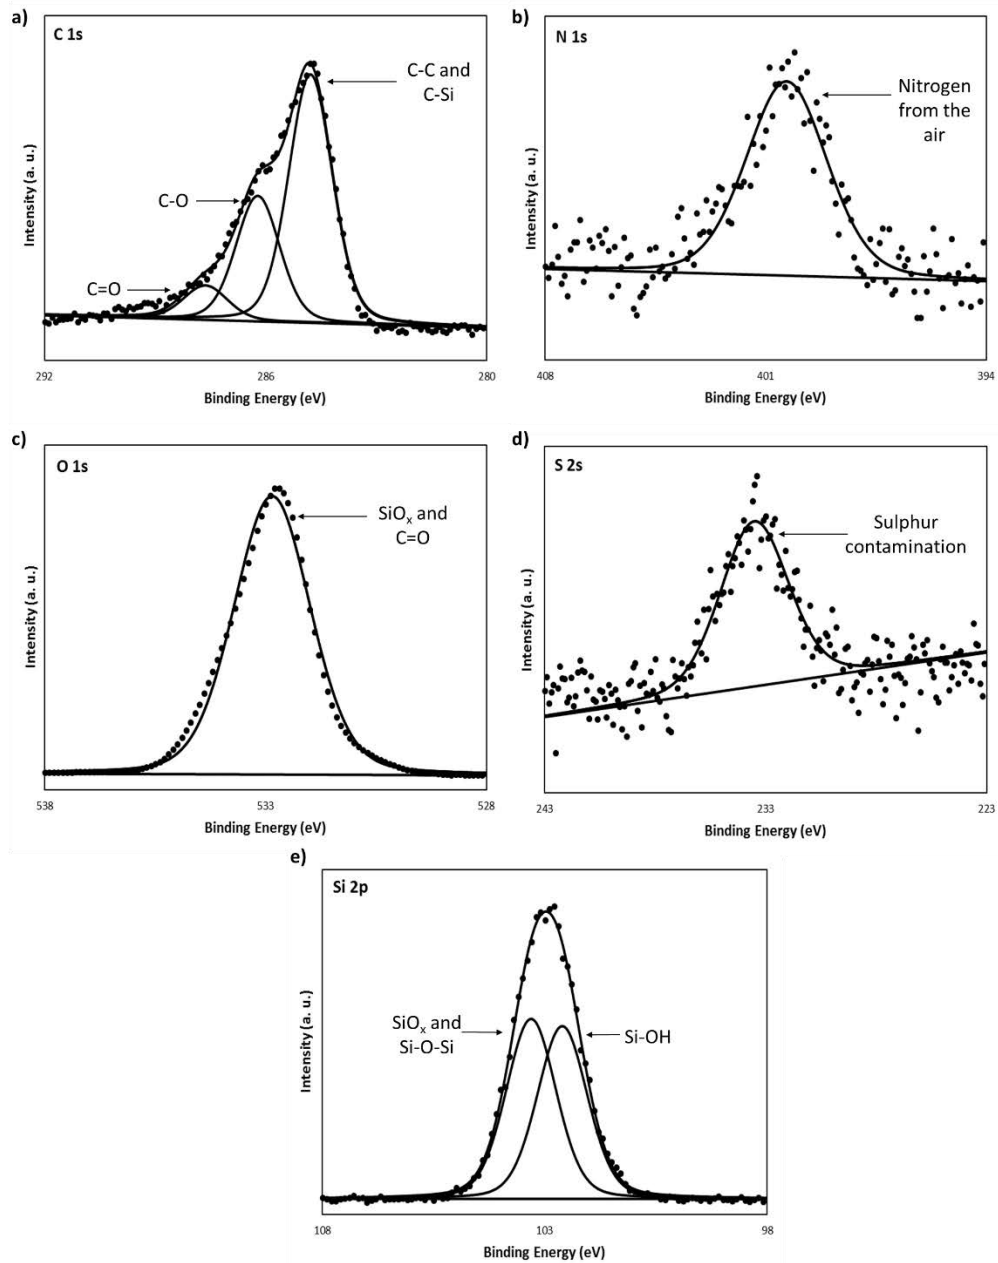 a)
C 1s
C-C and
C-Si
C-O
C=O
Intensity (a. u.)
292
286
280
Binding Energy (eV)
b)
N 1s
Nitrogen
from the
air
Intensity (a. u.)
408
401
394
Binding Energy (eV)
c)
O 1s
SiOx and
C=O
Intensity (a. u.)
538
533
528
Binding Energy (eV)
d)
S 2s
Sulphur
contamination
Intensity (a. u.)
243
233
223
Binding Energy (eV)
e)
Si 2p
SiOx and
Si-O-Si
Si-OH
Intensity (a. u.)
108
103
98
Binding Energy (eV)